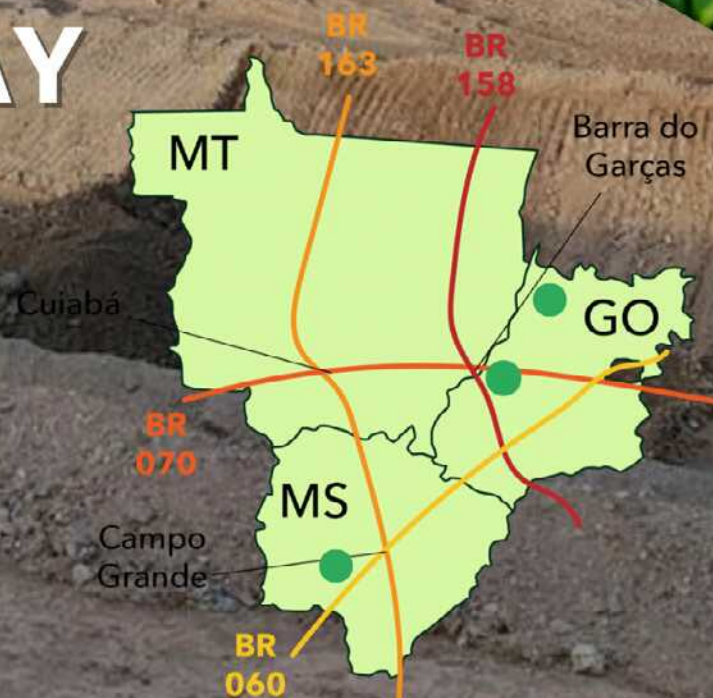 AY
BR
163
BR
158
MT
Barra do
Garças
Cuiabá
GO
BR
070
MS
Campo
Grande
BR
060